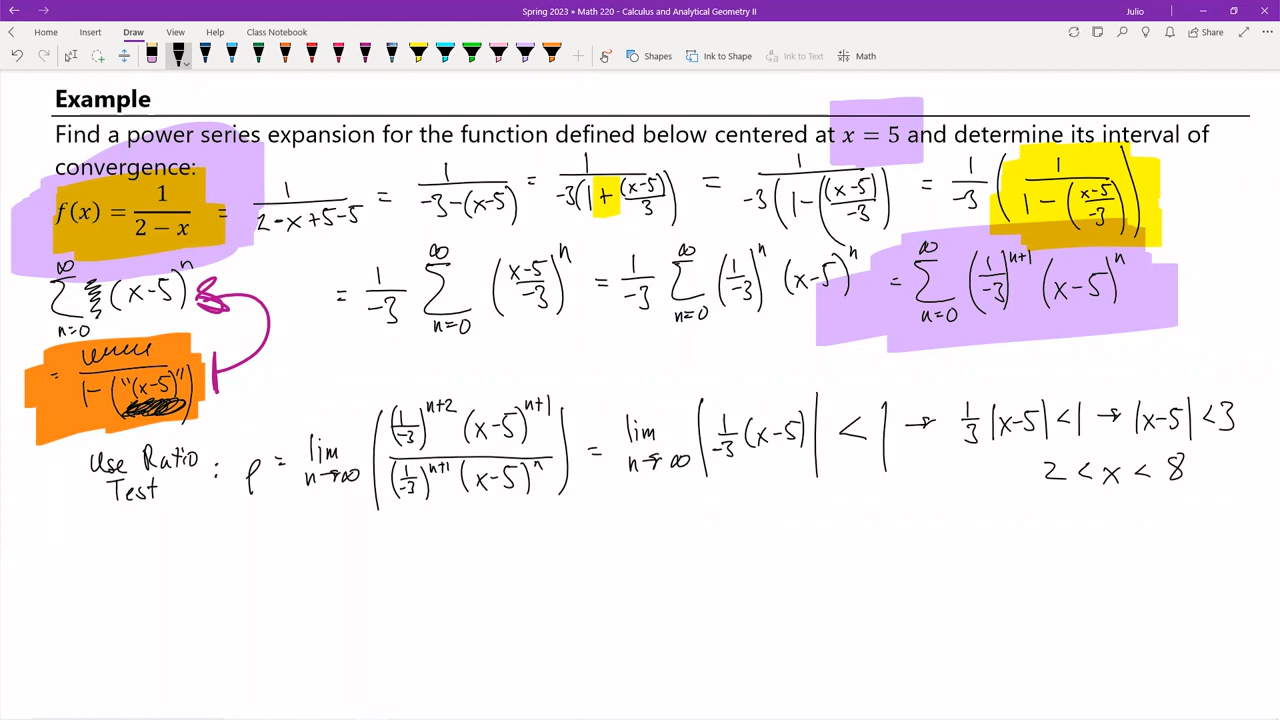 Spring 2023 • Math 220 - Calculus and Analytical Geometry II
Julio
Home Insert Draw View Help Class Notebook Share
Shapes Ink to Shape Ink to Text Math
Example
Find a power series expansion for the function defined below centered at x = 5 and determine its interval of
convergence:
f(x) = 1/(2 − x) = 1/(2-x+5-5) = 1/(-3-(x-5)) = 1/(-3(1 + (x-5)/3)) = 1/(-3(1-((x-5)/-3))) = 1/-3 (1/(1-((x-5)/-3)))
∞∑n=0 (x-5)^n = 1/-3 ∞∑n=0 ((x-5)/-3)^n = 1/-3 ∞∑n=0 (1/-3)^n (x-5)^n = ∞∑n=0 (1/-3)^(n+1) (x-5)^n
= /(1-("(x-5)"))
Use Ratio Test : ρ = lim n→∞ |(1/-3)^(n+2) (x-5)^(n+1) / (1/-3)^(n+1) (x-5)^n| = lim n→∞ |1/-3 (x-5)| < 1 → 1/3 |x-5| < 1 → |x-5| < 3
2 < x < 8